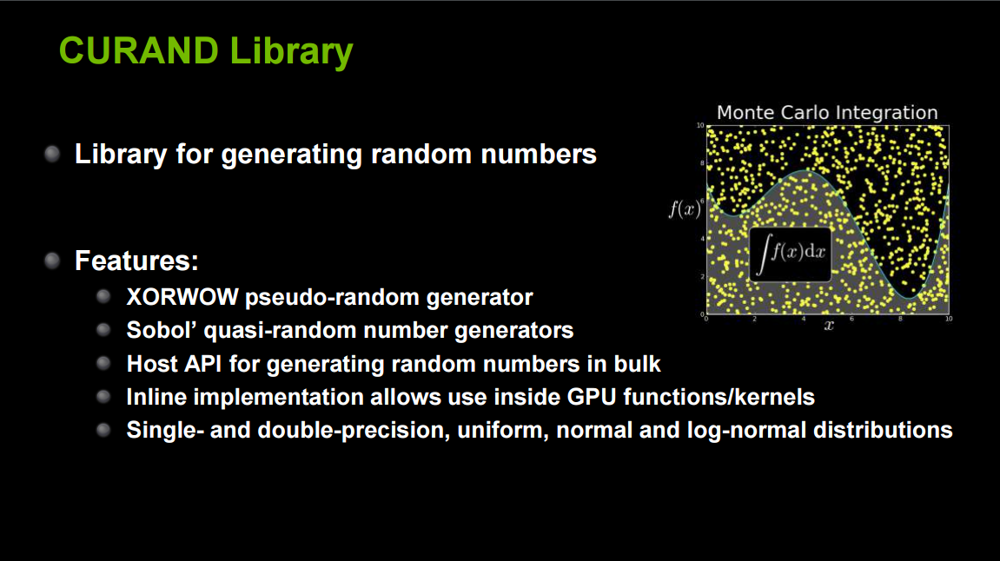 CURAND Library
Library for generating random numbers
Features:
XORWOW pseudo-random generator
Sobol’ quasi-random number generators
Host API for generating random numbers in bulk
Inline implementation allows use inside GPU functions/kernels
Single- and double-precision, uniform, normal and log-normal distributions
Monte Carlo Integration
10
8
6
f(x)
4
∫f(x)dx
2
0
0 2 4 6 8 10
x